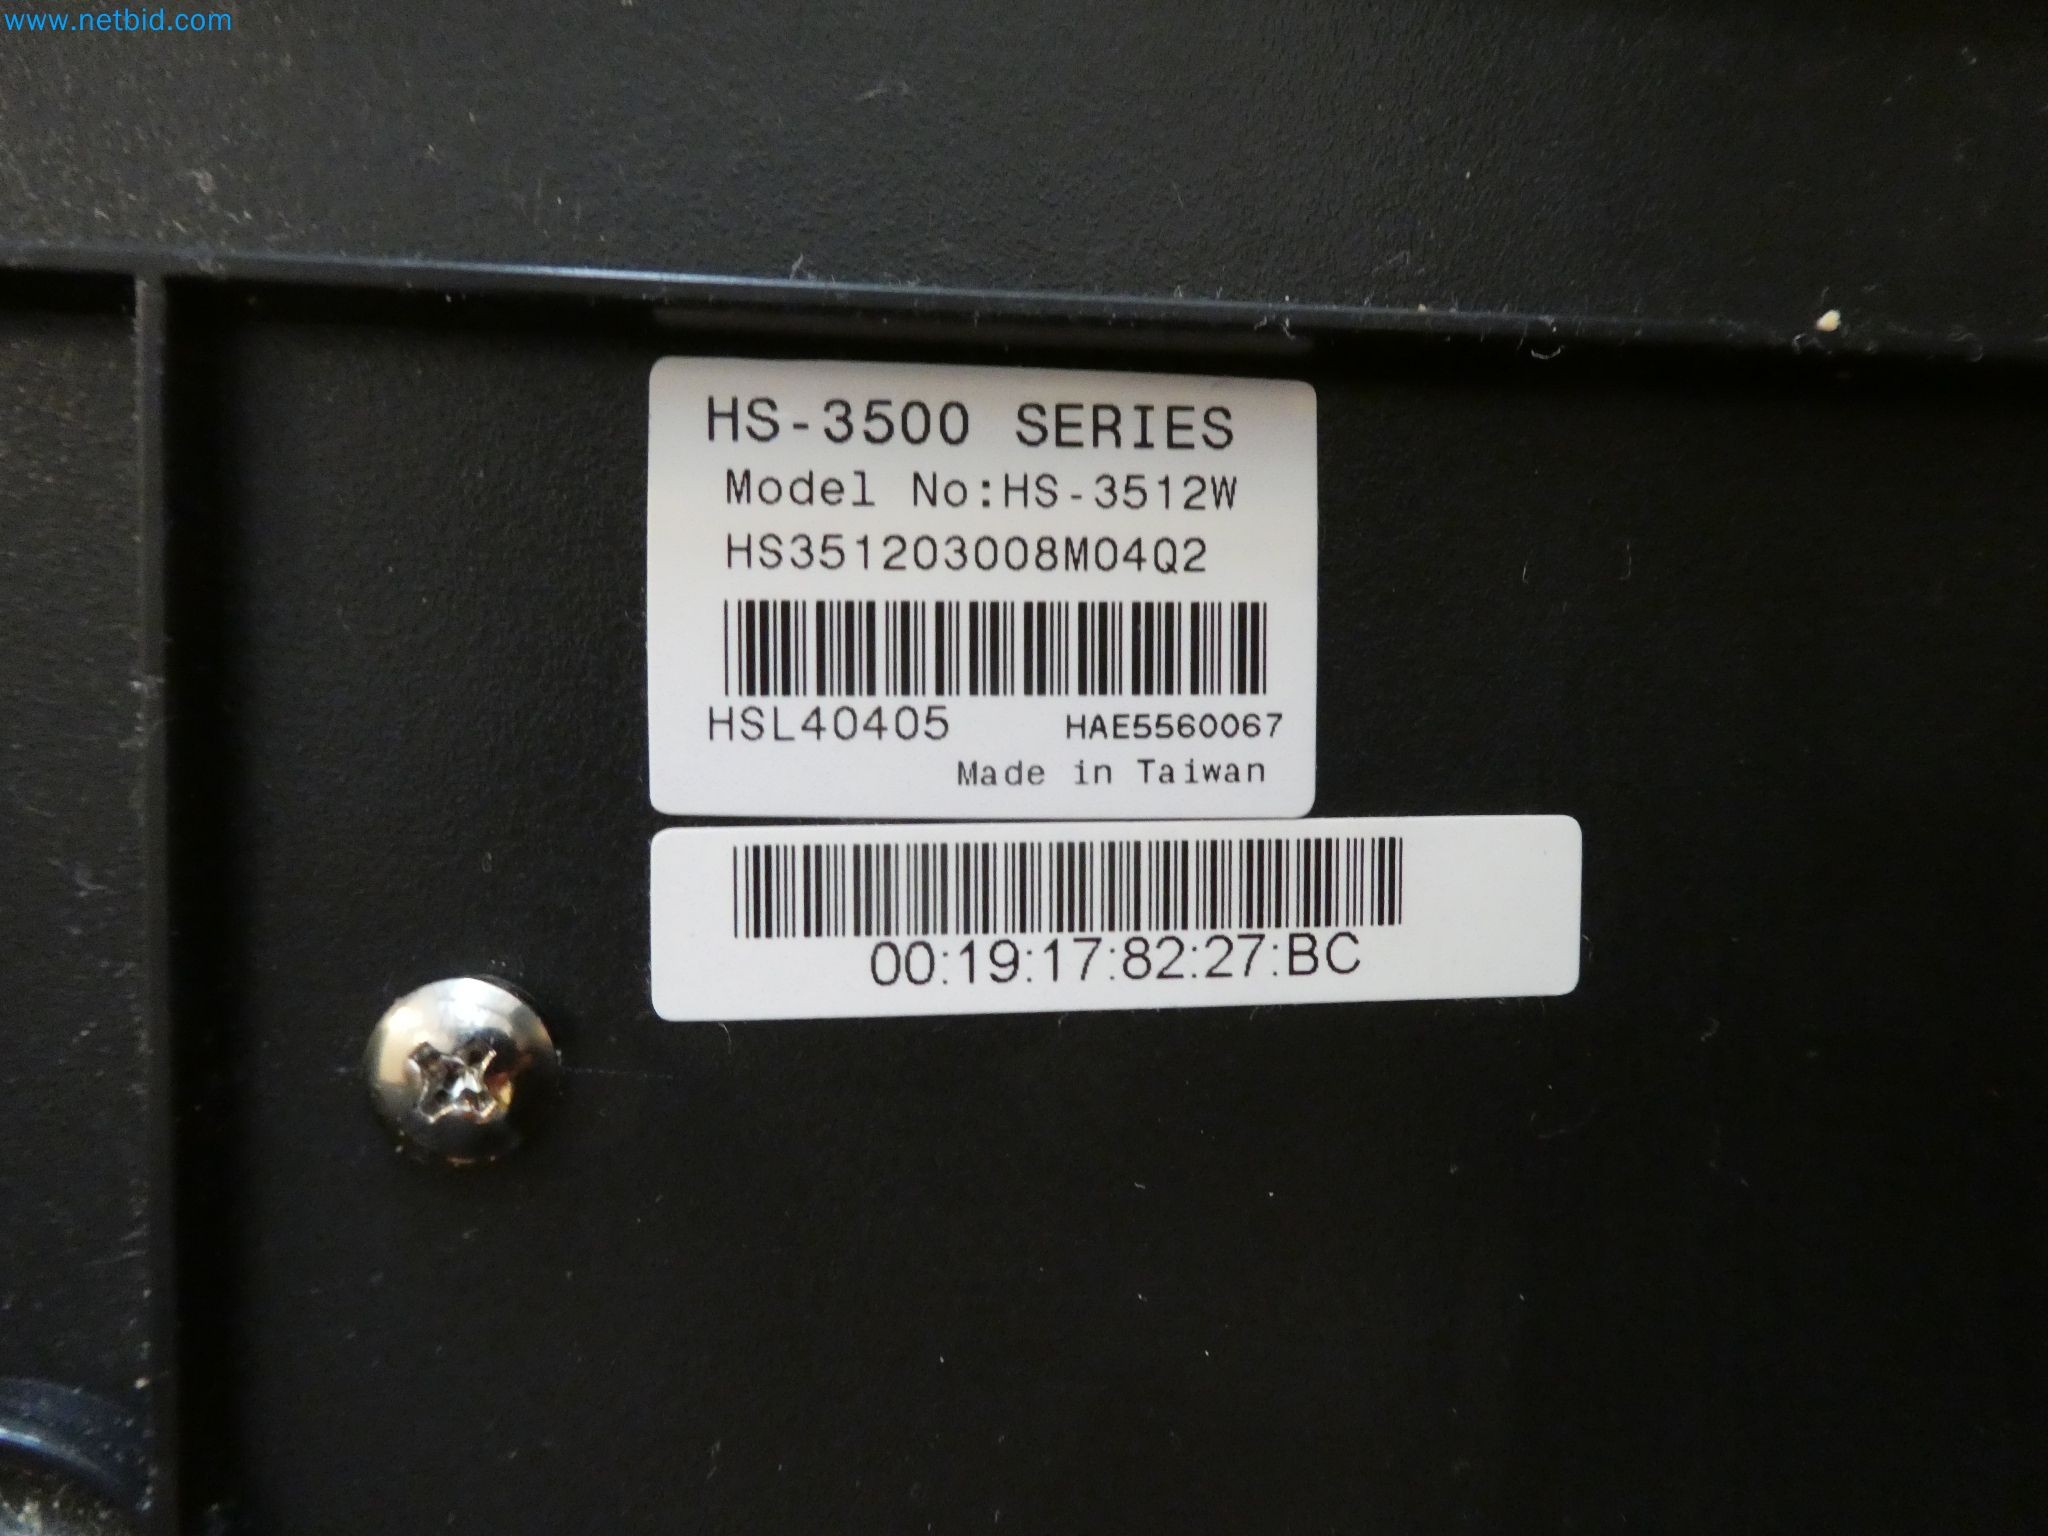 www.netbid.com
HS-3500 SERIES
Model No:HS-3512W
HS351203008M04Q2
HSL40405 HAE5560067
Made in Taiwan
00:19:17:82:27:BC